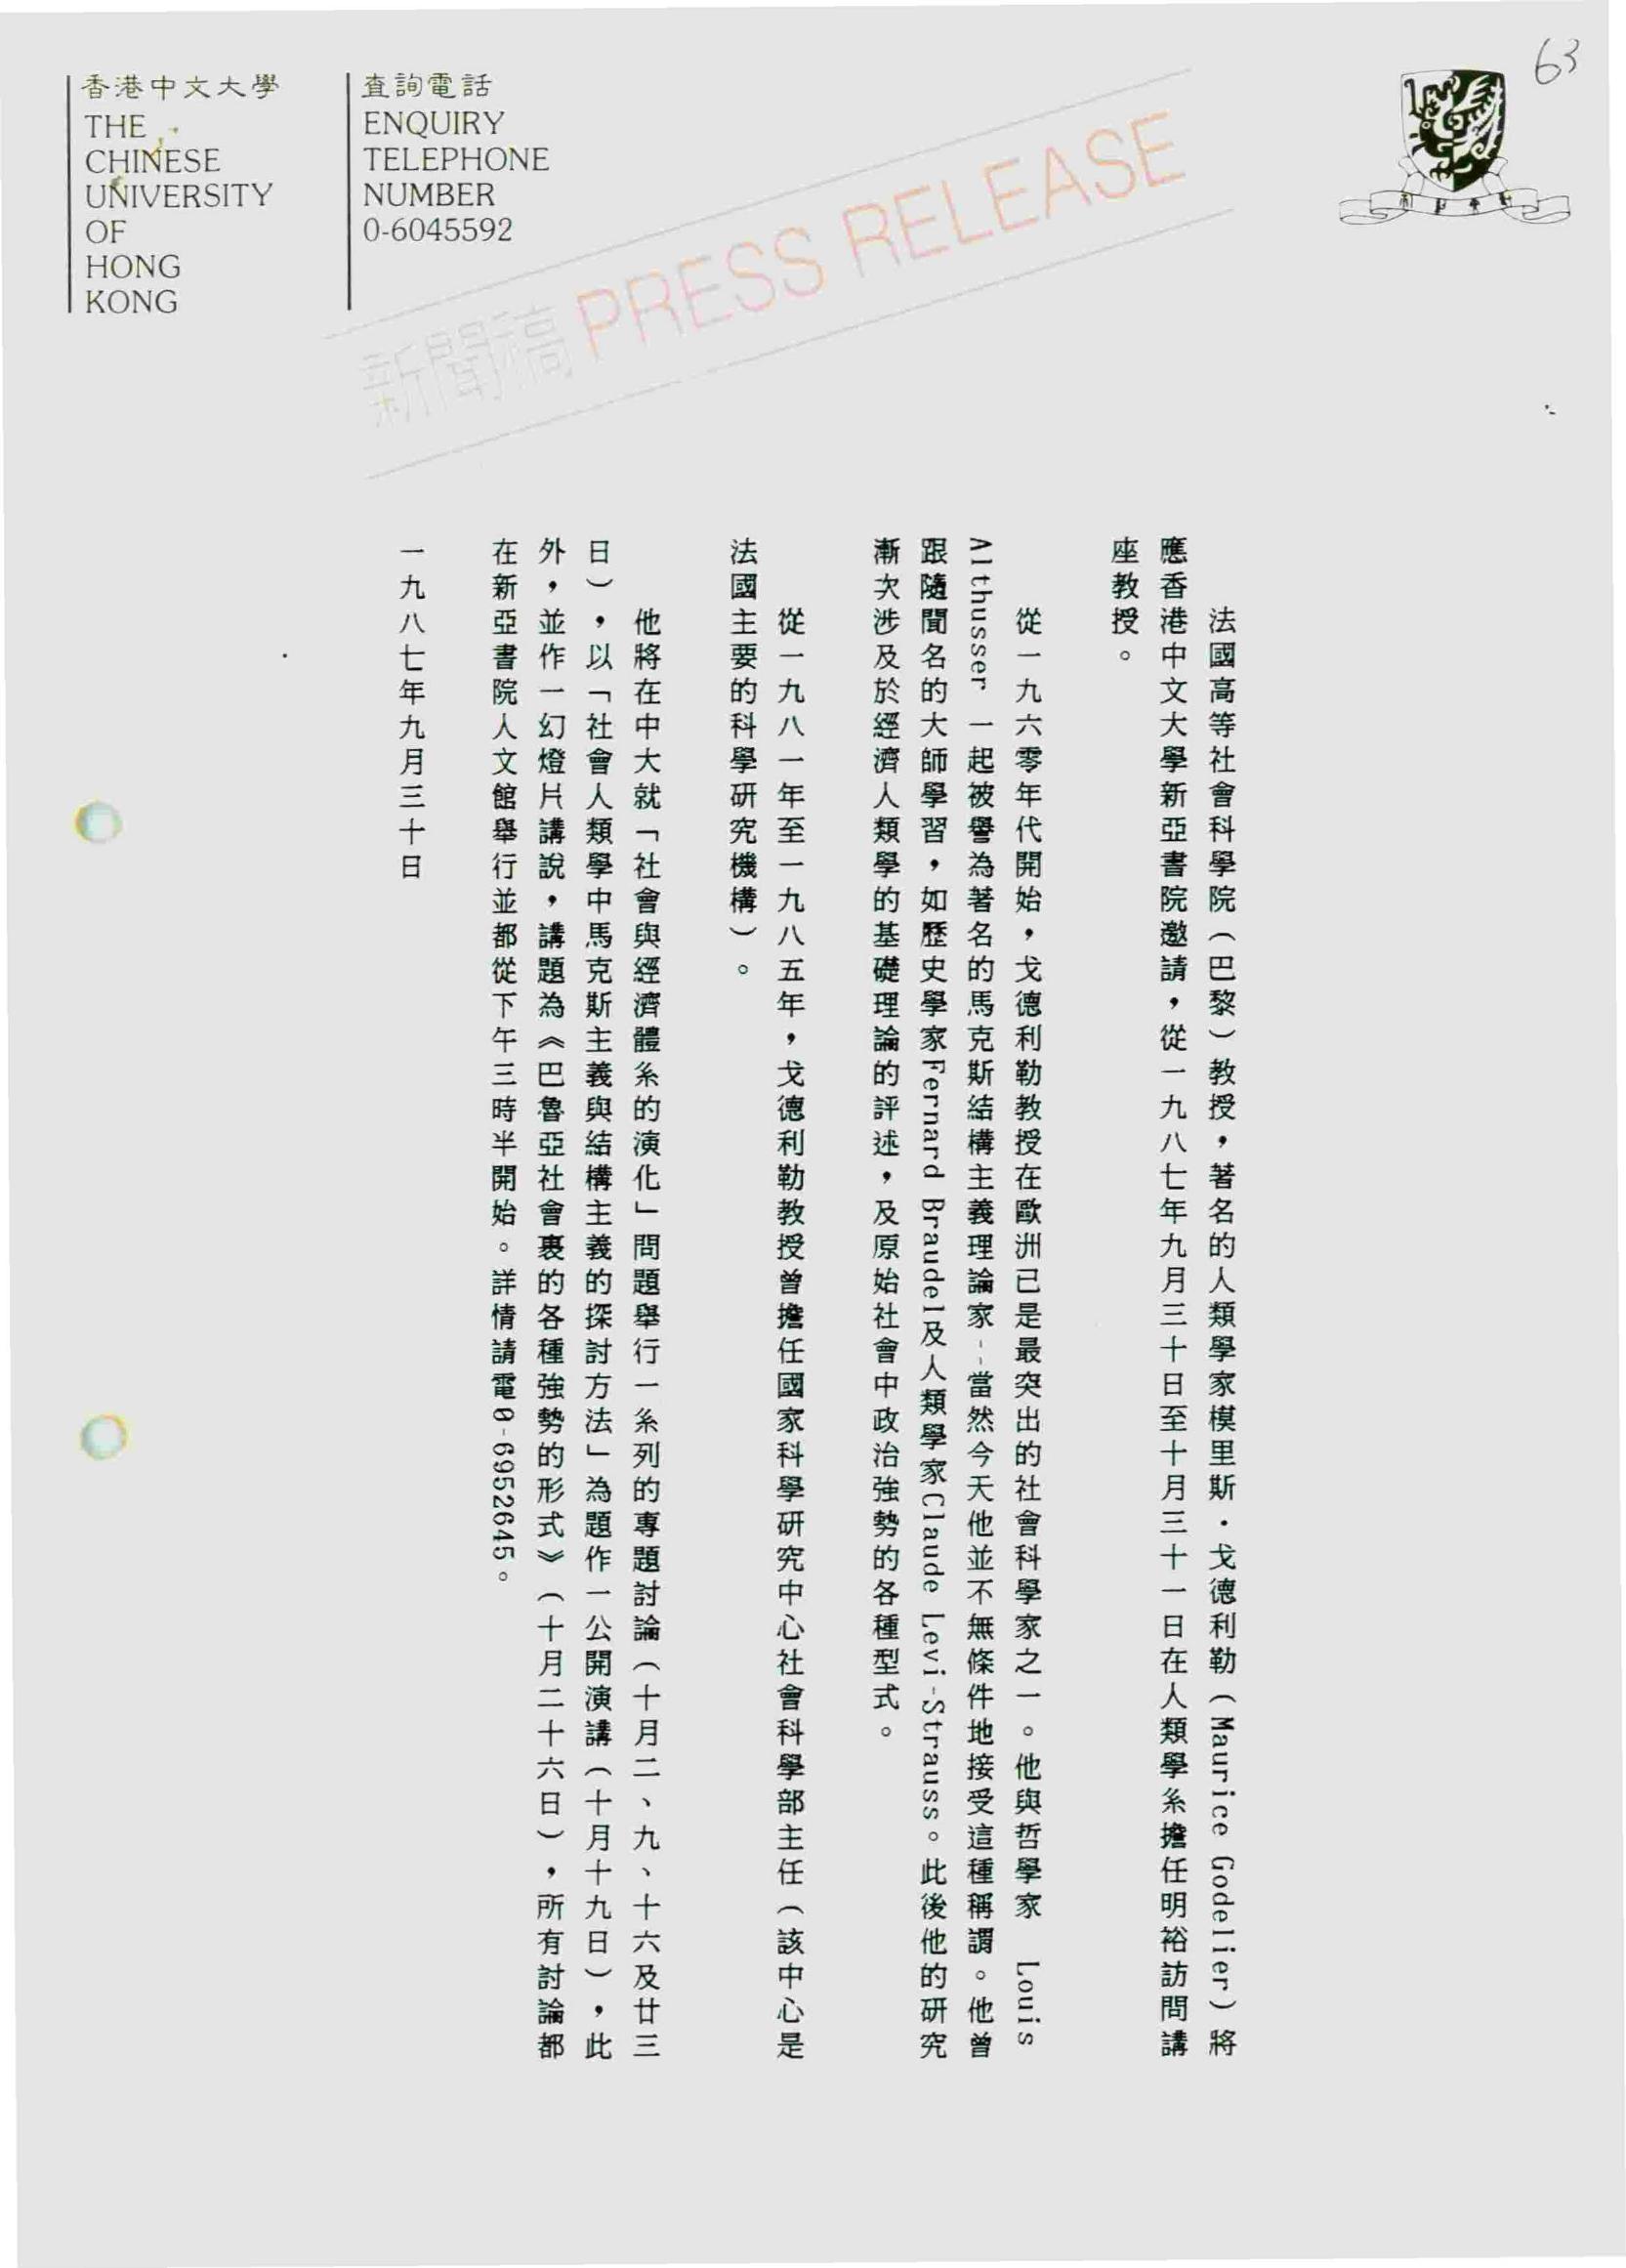 63
香港中文大學
THE
CHINESE
UNIVERSITY
OF
HONG
KONG
查詢電話
ENQUIRY
TELEPHONE
NUMBER
0-6045592
新聞稿 PRESS RELEASE
法國高等社會科學院（巴黎）教授，著名的人類學家模里斯．戈德利勒（Maurice Godelier）將
應香港中文大學新亞書院邀請，從一九八七年九月三十日至十月三十一日在人類學系擔任明裕訪問講
座教授。
從一九六零年代開始，戈德利勒教授在歐洲已是最突出的社會科學家之一。他與哲學家 Louis
Althusser 一起被譽為著名的馬克斯結構主義理論家--當然今天他並不無條件地接受這種稱謂。他曾
跟隨聞名的大師學習，如歷史學家Fernard Braudel及人類學家Claude Levi-Strauss。此後他的研究
漸次涉及於經濟人類學的基礎理論的評述，及原始社會中政治強勢的各種型式。
從一九八一年至一九八五年，戈德利勒教授曾擔任國家科學研究中心社會科學部主任（該中心是
法國主要的科學研究機構）。
他將在中大就「社會與經濟體系的演化」問題舉行一系列的專題討論（十月二、九、十六及廿三
日），以「社會人類學中馬克斯主義與結構主義的探討方法」為題作一公開演講（十月十九日），此
外，並作一幻燈片講說，講題為《巴魯亞社會裏的各種強勢的形式》（十月二十六日），所有討論都
在新亞書院人文館舉行並都從下午三時半開始。詳情請電0-6952645。
一九八七年九月三十日